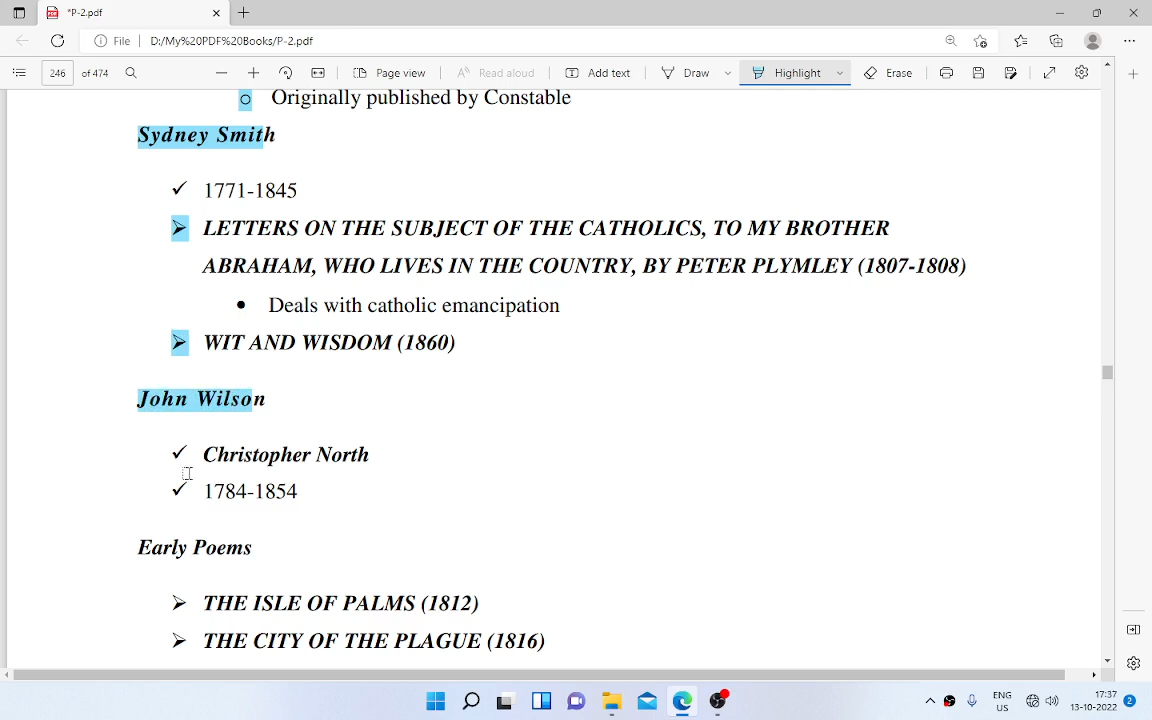 *P-2.pdf
File
D:/My%20PDF%20Books/P-2.pdf
246 of 474
Page view
Read aloud
Add text
Draw
Highlight
Erase
Originally published by Constable
Sydney Smith
1771-1845
LETTERS ON THE SUBJECT OF THE CATHOLICS, TO MY BROTHER
ABRAHAM, WHO LIVES IN THE COUNTRY, BY PETER PLYMLEY (1807-1808)
Deals with catholic emancipation
WIT AND WISDOM (1860)
John Wilson
Christopher North
1784-1854
Early Poems
THE ISLE OF PALMS (1812)
THE CITY OF THE PLAGUE (1816)
ENG
US
17:37
13-10-2022
2